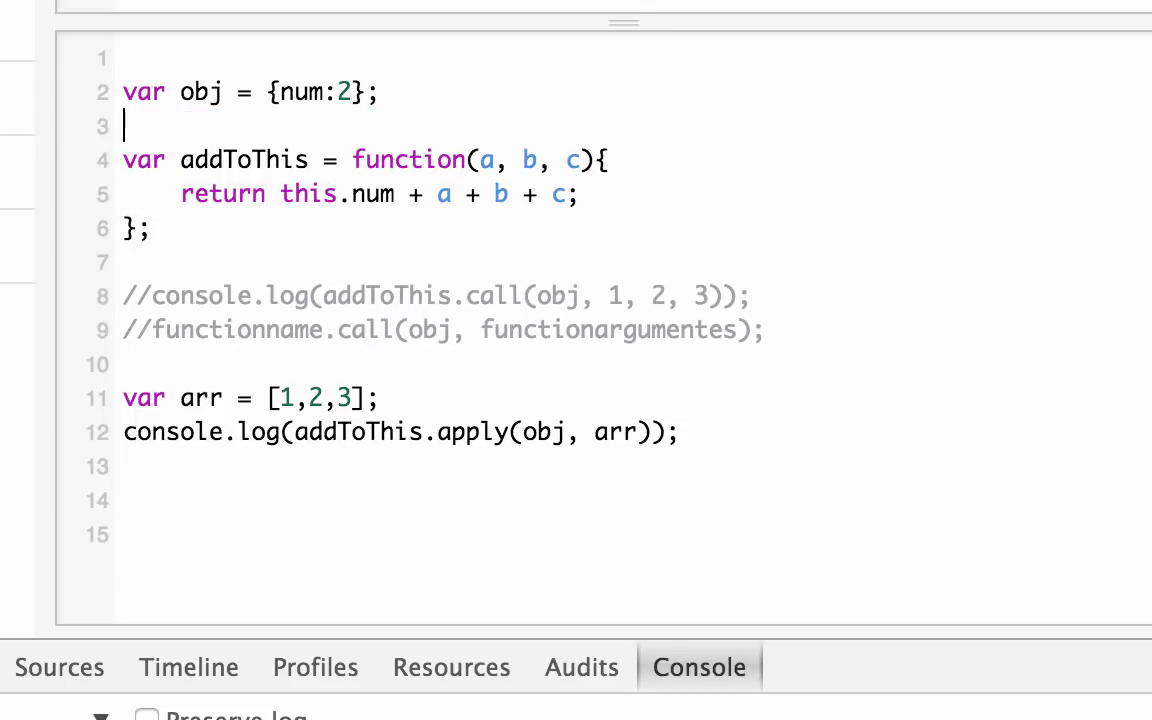 1
2 var obj = {num:2};
3
4 var addToThis = function(a, b, c){
5 return this.num + a + b + c;
6 };
7
8 //console.log(addToThis.call(obj, 1, 2, 3));
9 //functionname.call(obj, functionargumentes);
10
11 var arr = [1,2,3];
12 console.log(addToThis.apply(obj, arr));
13
14
15
Sources Timeline Profiles Resources Audits Console
Preserve log